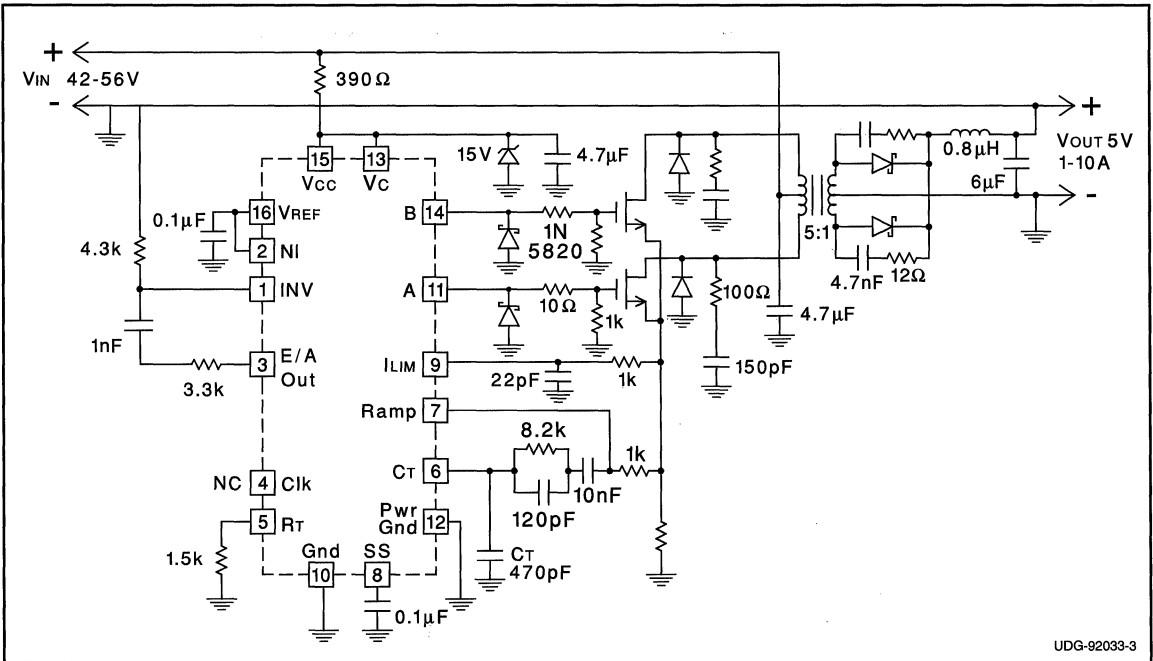 +
VIN 42-56V
-
390Ω
15
VCC
13
VC
15V
4.7µF
+
VOUT 5V
1-10A
-
0.8µH
6µF
5:1
4.7nF
12Ω
0.1µF
16 VREF
2 NI
4.3k
1 INV
1nF
3 E/A
Out
3.3k
B 14
1N
5820
A 11
10Ω
1k
100Ω
4.7µF
150pF
ILIM 9
22pF
1k
Ramp 7
8.2k
1k
CT 6
10nF
120pF
NC 4 Clk
Pwr
Gnd 12
5 RT
1.5k
Gnd
10
SS
8
0.1µF
CT
470pF
UDG-92033-3